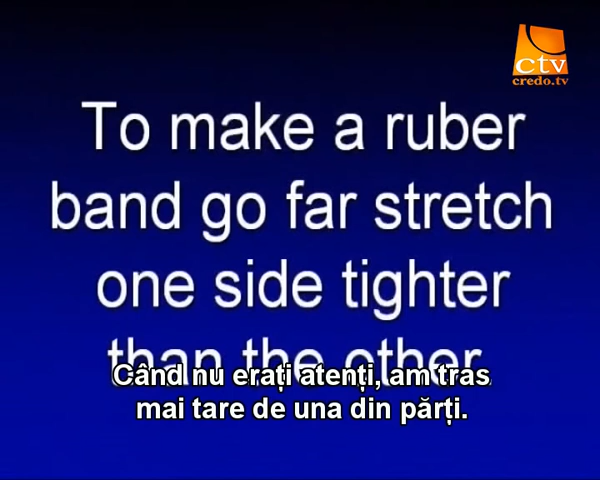 ctv
credo.tv
To make a ruber
band go far stretch
one side tighter
than the other.
Când nu erați atenți, am tras
mai tare de una din părți.